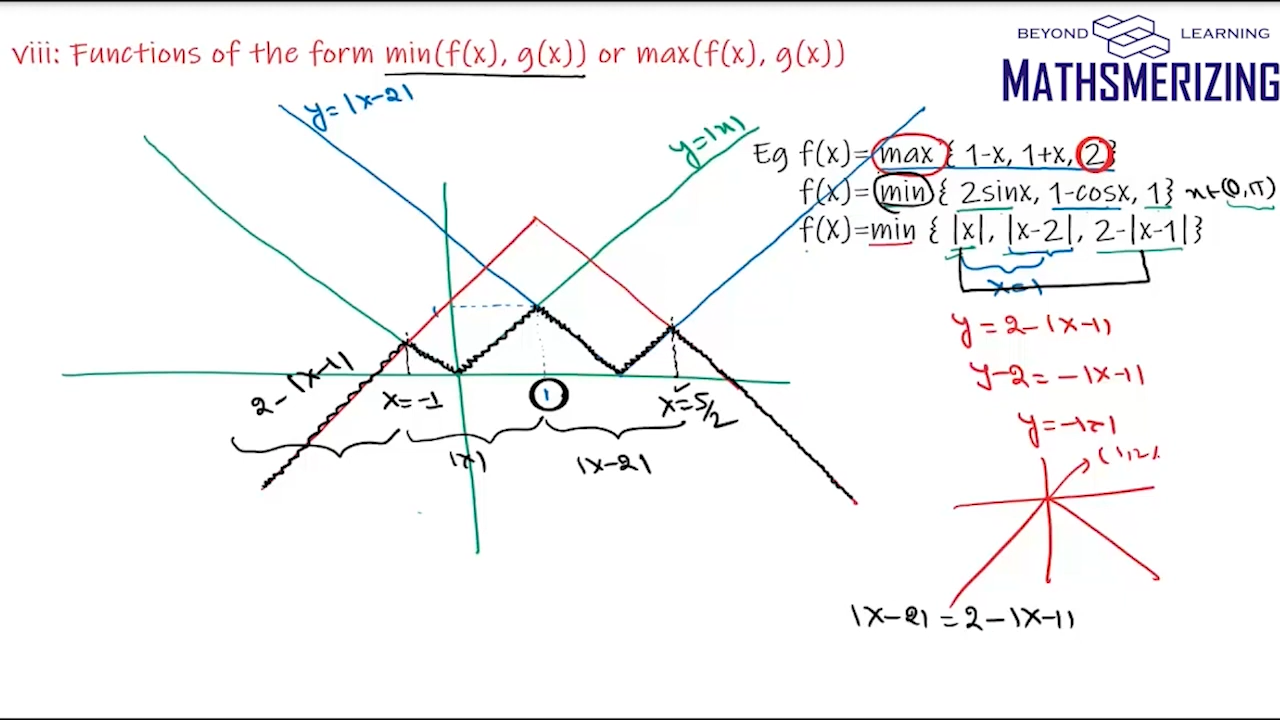 BEYOND LEARNING
MATHSMERIZING
viii: Functions of the form min(f(x), g(x)) or max(f(x), g(x))
y=|x-2|
y=|x|
Eg f(x)= max { 1-x, 1+x, 2}
f(x)= min { 2sinx, 1-cosx, 1} x∈(0,π)
f(x)=min { |x|, |x-2|, 2-|x-1|}
x=1
y=2-|x-1|
y-2=-|x-1|
y=-|x|
(1,2)
2-|x-1|
x=-1
1
x=5/2
|x|
|x-2|
|x-2|=2-|x-1|